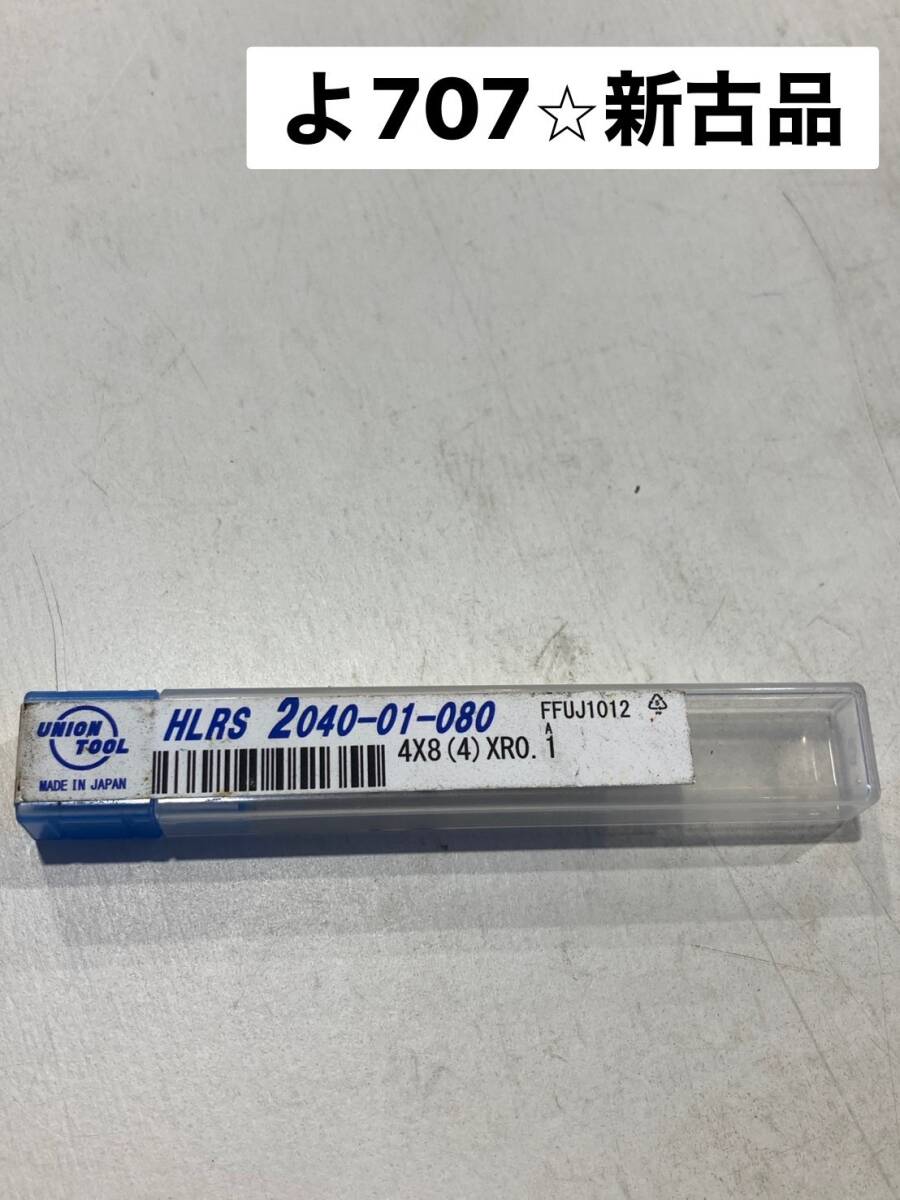 よ707☆新古品
UNION TOOL
MADE IN JAPAN
HLRS 2040-01-080
FFUJ1012
A
4X8(4)XR0.1